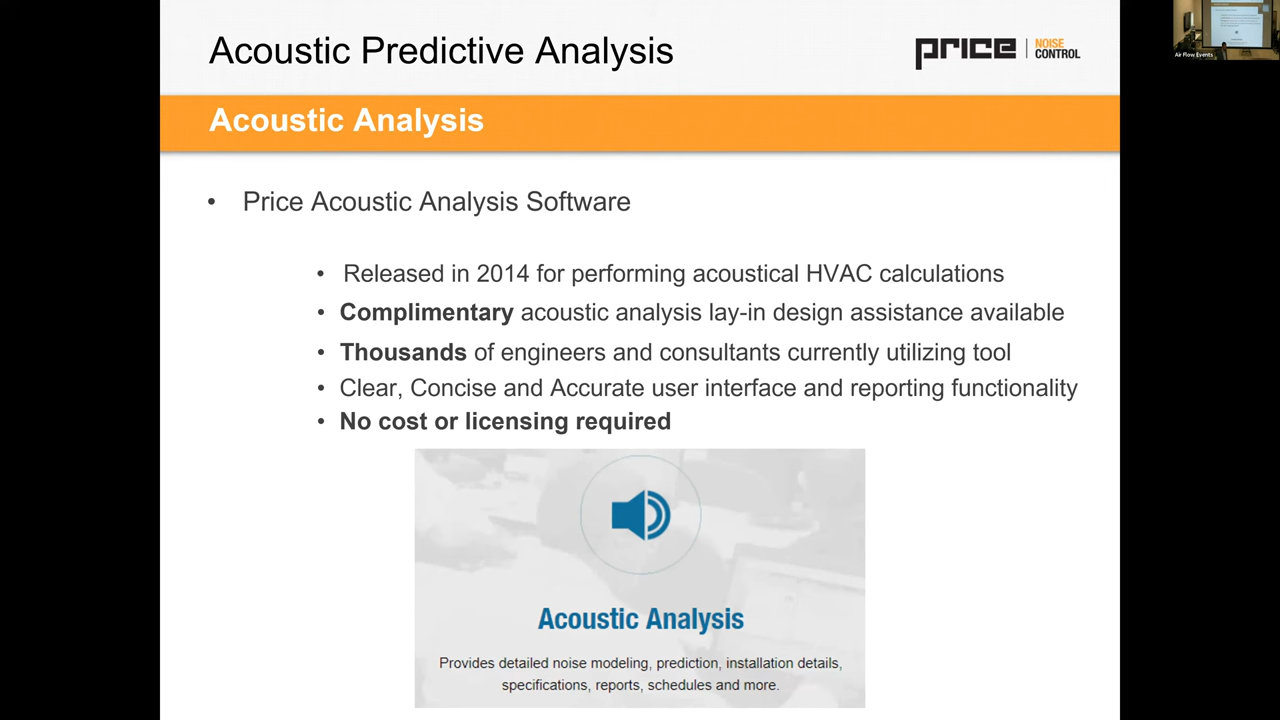 Acoustic Predictive Analysis
price
NOISE
CONTROL
Air Flow Events
Acoustic Analysis
• Price Acoustic Analysis Software
• Released in 2014 for performing acoustical HVAC calculations
• Complimentary acoustic analysis lay-in design assistance available
• Thousands of engineers and consultants currently utilizing tool
• Clear, Concise and Accurate user interface and reporting functionality
• No cost or licensing required
Acoustic Analysis
Provides detailed noise modeling, prediction, installation details,
specifications, reports, schedules and more.